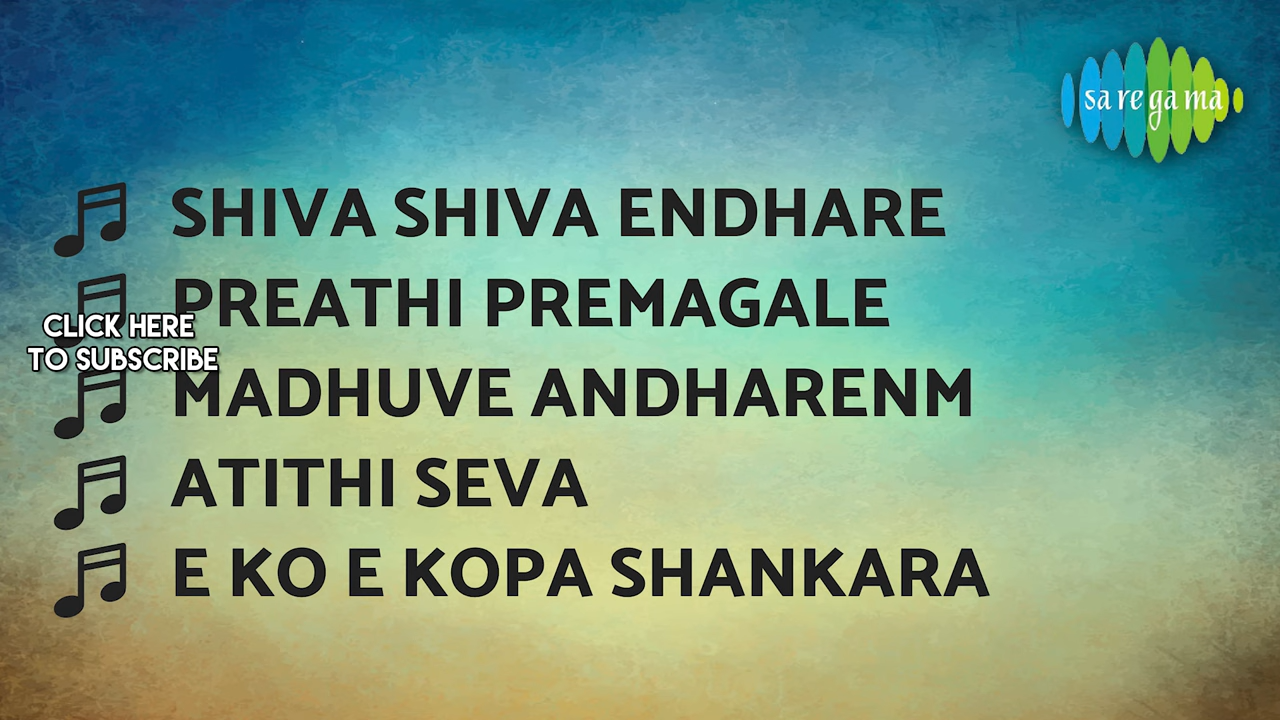 sa re ga ma
SHIVA SHIVA ENDHARE
PREATHI PREMAGALE
CLICK HERE
TO SUBSCRIBE
MADHUVE ANDHARENM
ATITHI SEVA
E KO E KOPA SHANKARA